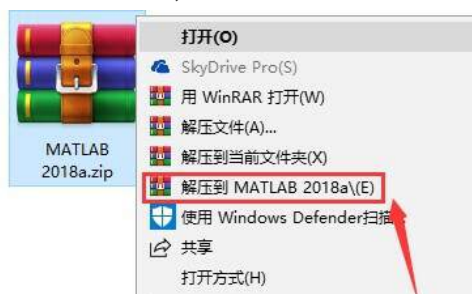 打开(O)
SkyDrive Pro(S)
用 WinRAR 打开(W)
解压文件(A)...
解压到当前文件夹(X)
解压到 MATLAB 2018a\(E)
使用 Windows Defender扫描
共享
打开方式(H)
MATLAB
2018a.zip